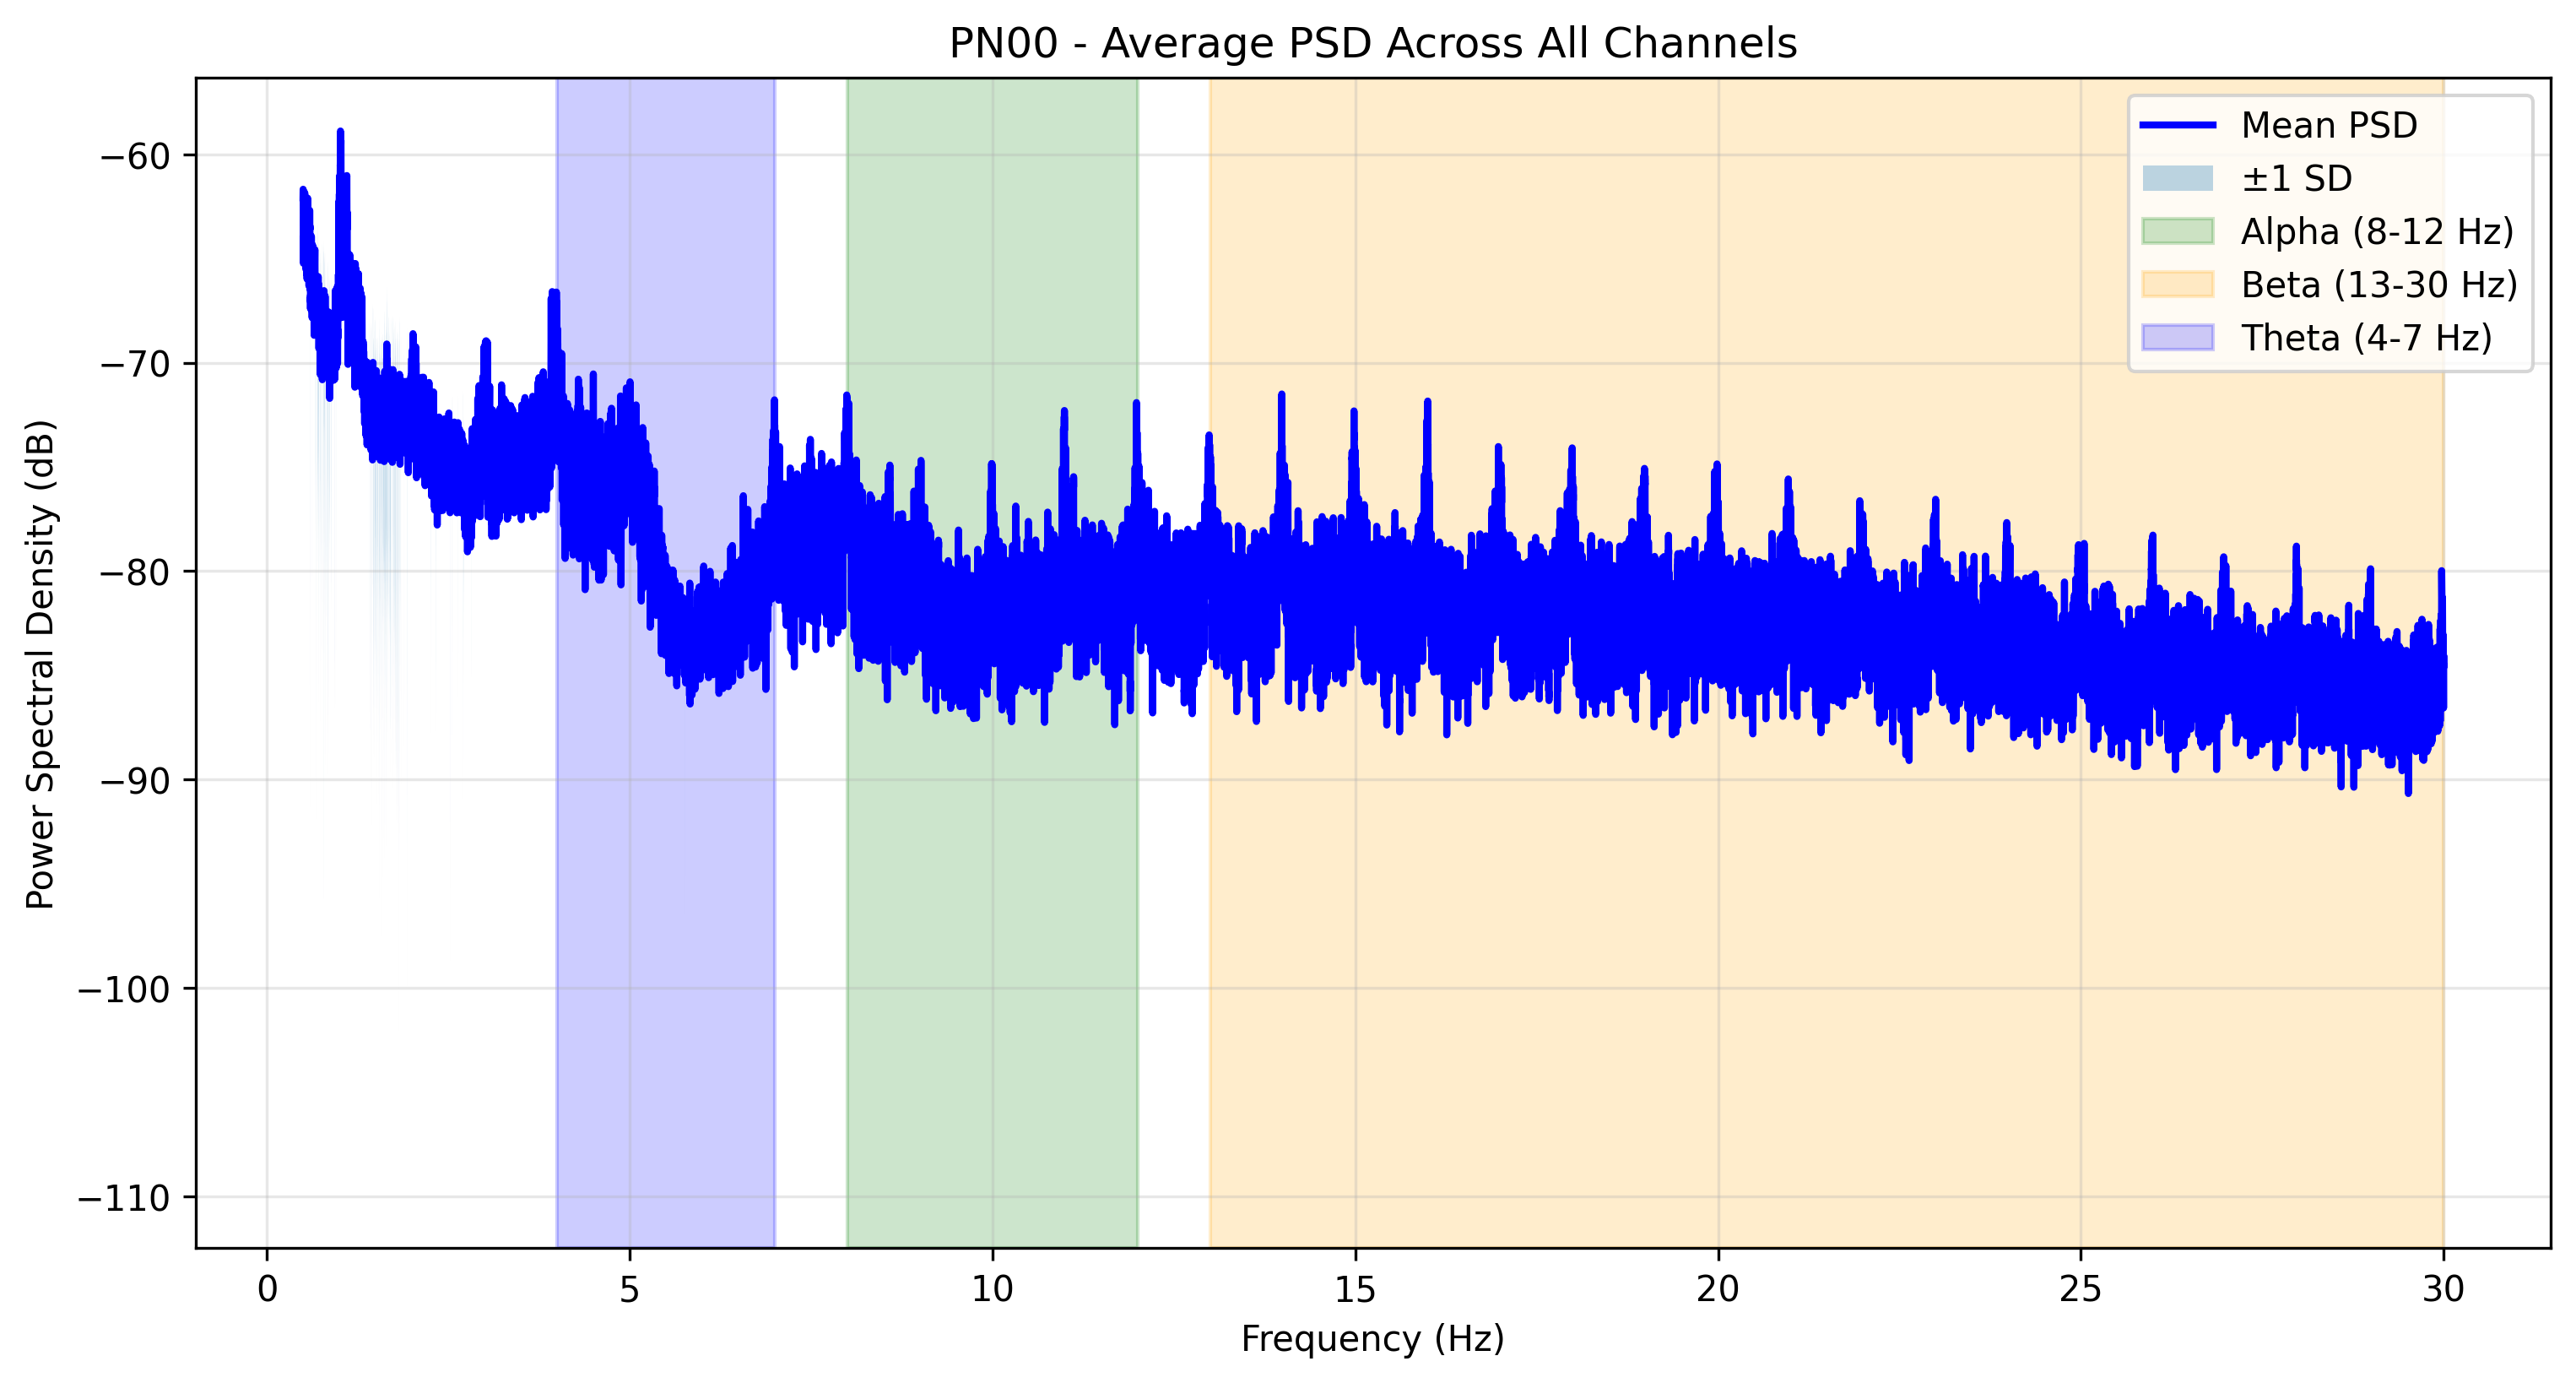 PN00 - Average PSD Across All Channels
Power Spectral Density (dB)
−60
−70
−80
−90
−100
−110
Mean PSD
±1 SD
Alpha (8-12 Hz)
Beta (13-30 Hz)
Theta (4-7 Hz)
0 5 10 15 20 25 30
Frequency (Hz)